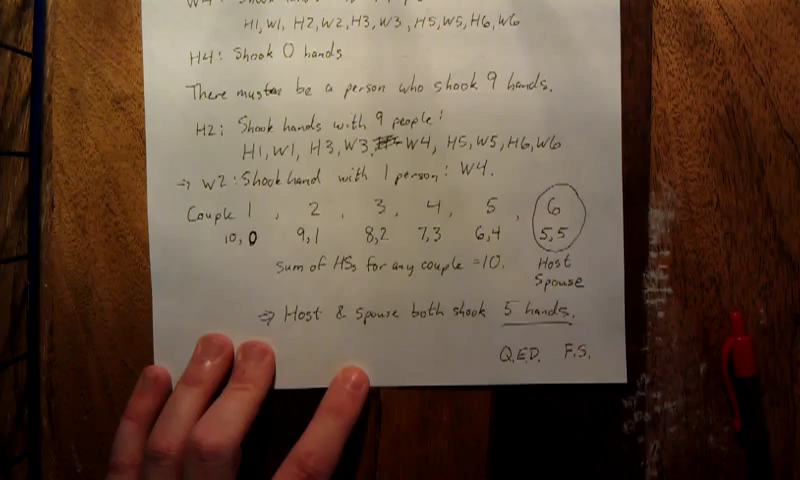 H1, W1, H2, W2, H3, W3, H5, W5, H6, W6
H4: Shook 0 hands
There must be a person who shook 9 hands.
H2: Shook hands with 9 people!
H1, W1, H3, W3, W4, H5, W5, H6, W6
⇒ W2: Shook hand with 1 person: W4.
Couple 1, 2, 3, 4, 5, 6
10,0 9,1 8,2 7,3 6,4 5,5
Sum of HSs for any couple =10. Host
Spouse
⇒ Host & Spouse both shook 5 hands.
Q.E.D. F.S.